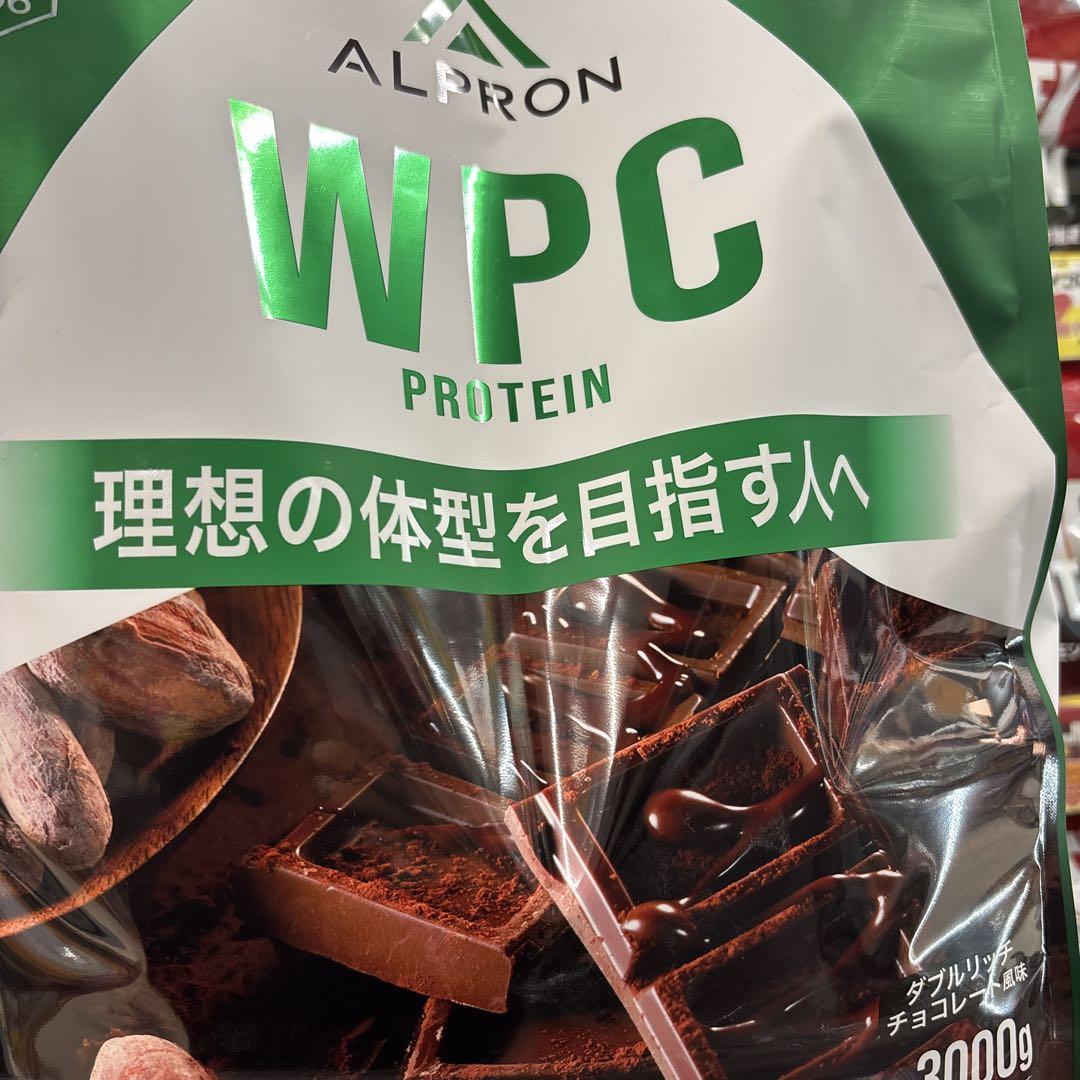 ALPRON
WPC
PROTEIN
理想の体型を目指す人へ
ダブルリッチ
チョコレート風味
3000g